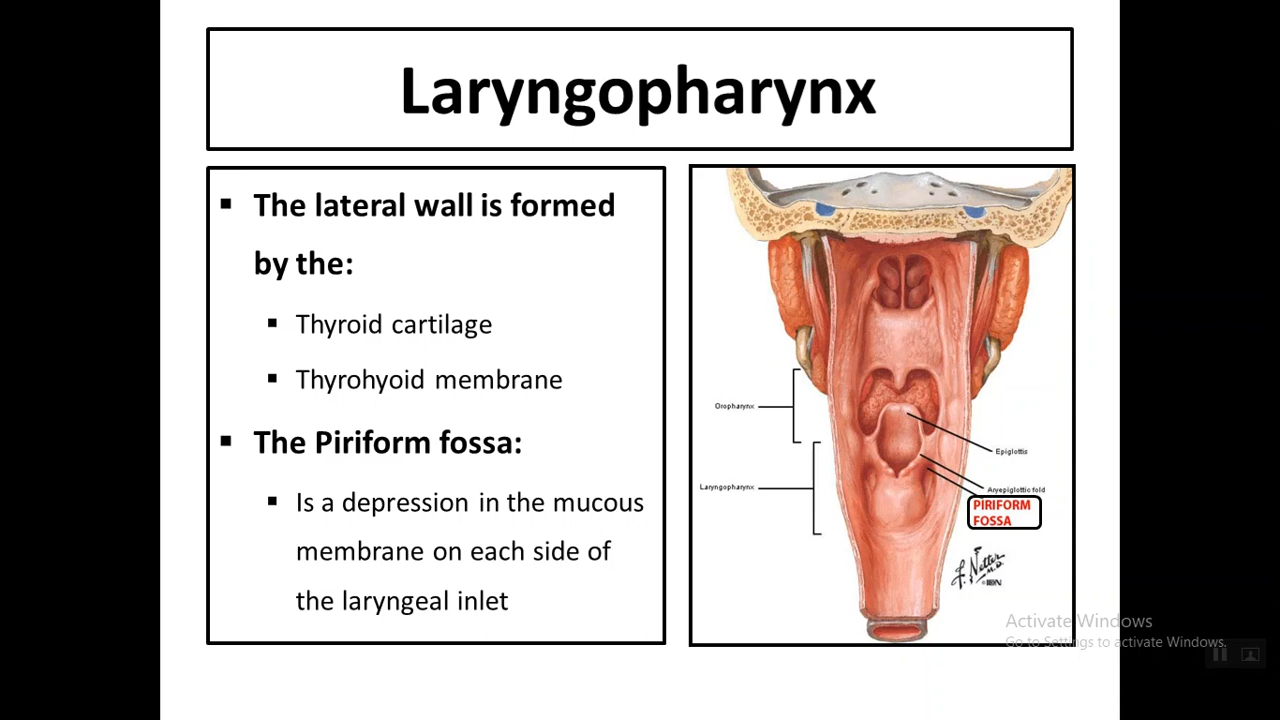 Laryngopharynx
▪ The lateral wall is formed
by the:
▪ Thyroid cartilage
▪ Thyrohyoid membrane
▪ The Piriform fossa:
▪ Is a depression in the mucous
membrane on each side of
the laryngeal inlet
Oropharynx
Epiglottis
Laryngopharynx
Aryepiglottic fold
PIRIFORM
FOSSA
F. Netter
M.D.
Activate Windows
Go to Settings to activate Windows.